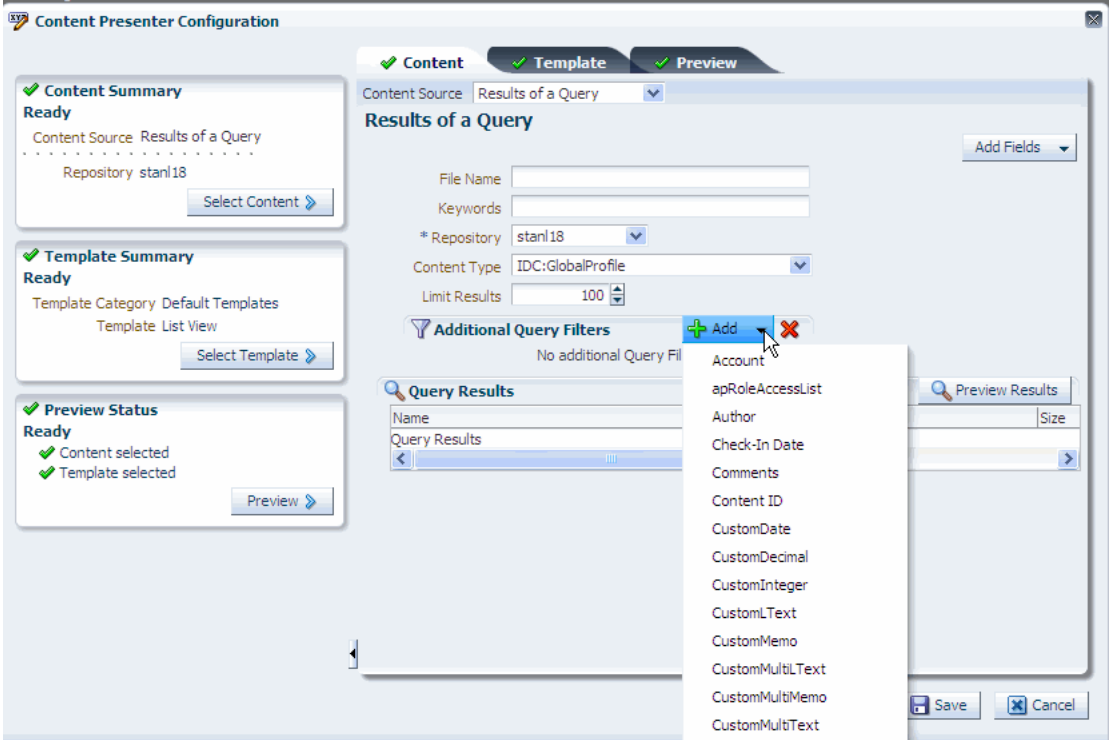 Content Presenter Configuration
Content Template Preview
Content Summary
Ready
Content Source Results of a Query
Repository stanl18
Select Content
Template Summary
Ready
Template Category Default Templates
Template List View
Select Template
Preview Status
Ready
Content selected
Template selected
Preview
Content Source Results of a Query
Results of a Query
Add Fields
File Name
Keywords
* Repository stanl18
Content Type IDC:GlobalProfile
Limit Results 100
Additional Query Filters Add
No additional Query Fil
Query Results Preview Results
Name Size
Query Results
Account
apRoleAccessList
Author
Check-In Date
Comments
Content ID
CustomDate
CustomDecimal
CustomInteger
CustomLText
CustomMemo
CustomMultiLText
CustomMultiMemo
CustomMultiText
Save Cancel